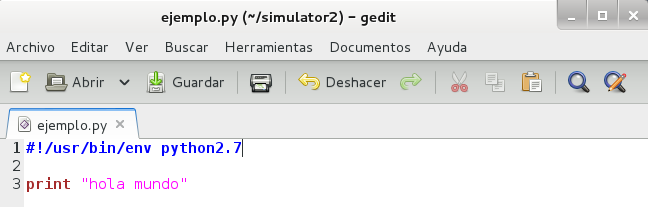 ejemplo.py (~/simulator2) – gedit
Archivo Editar Ver Buscar Herramientas Documentos Ayuda
Abrir Guardar Deshacer
ejemplo.py
1 #!/usr/bin/env python2.7
2
3 print "hola mundo"